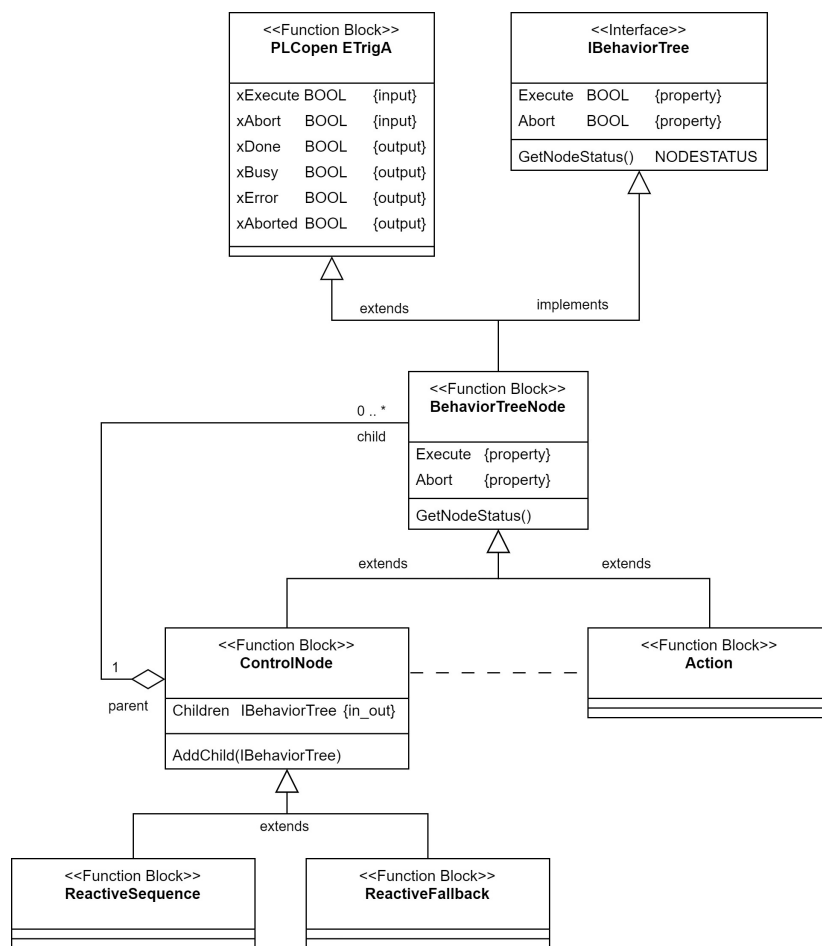 <<Function Block>>
PLCopen ETrigA
xExecute BOOL {input}
xAbort BOOL {input}
xDone BOOL {output}
xBusy BOOL {output}
xError BOOL {output}
xAborted BOOL {output}
<<Interface>>
IBehaviorTree
Execute BOOL {property}
Abort BOOL {property}
GetNodeStatus() NODESTATUS
extends
implements
<<Function Block>>
BehaviorTreeNode
Execute {property}
Abort {property}
GetNodeStatus()
0 .. *
child
extends
extends
1
parent
<<Function Block>>
ControlNode
Children IBehaviorTree {in_out}
AddChild(IBehaviorTree)
<<Function Block>>
Action
extends
<<Function Block>>
ReactiveSequence
<<Function Block>>
ReactiveFallback